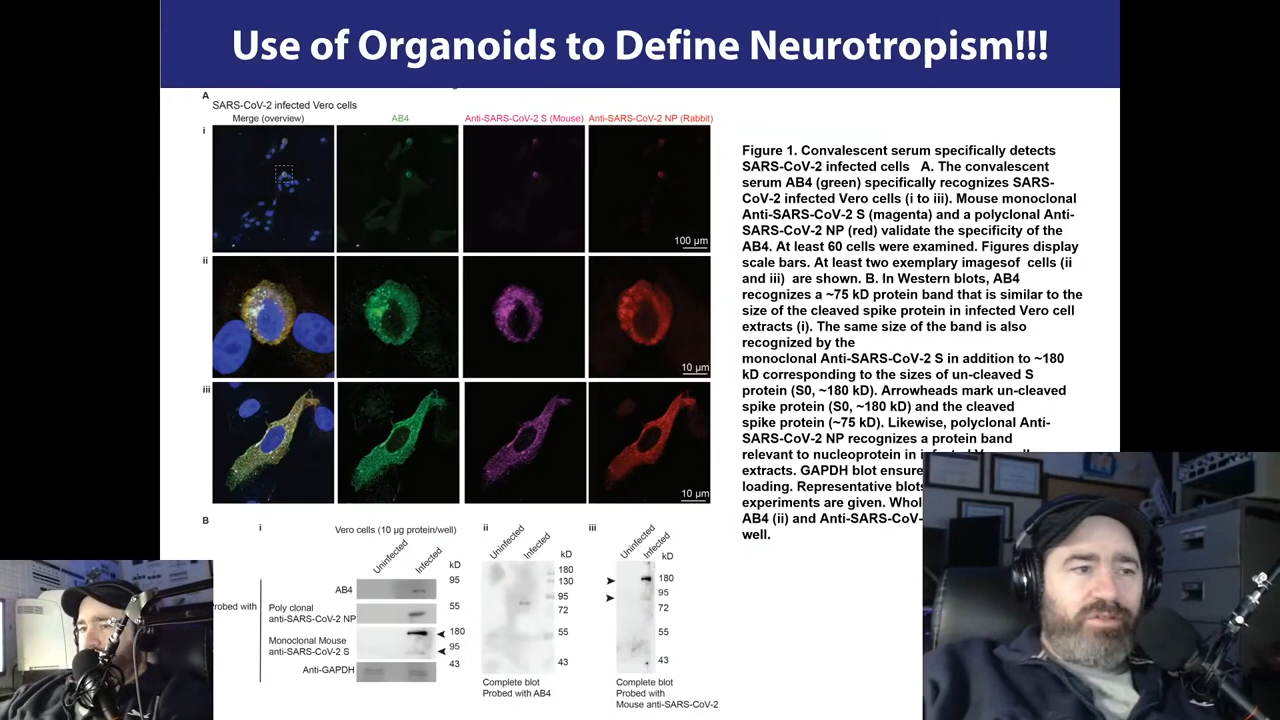 Use of Organoids to Define Neurotropism!!!
A
SARS-CoV-2 infected Vero cells
Merge (overview)
AB4
Anti-SARS-CoV-2 S (Mouse)
Anti-SARS-CoV-2 NP (Rabbit)
i
100 µm
ii
10 µm
iii
10 µm
Figure 1. Convalescent serum specifically detects
SARS-CoV-2 infected cells A. The convalescent
serum AB4 (green) specifically recognizes SARS-
CoV-2 infected Vero cells (i to iii). Mouse monoclonal
Anti-SARS-CoV-2 S (magenta) and a polyclonal Anti-
SARS-CoV-2 NP (red) validate the specificity of the
AB4. At least 60 cells were examined. Figures display
scale bars. At least two exemplary imagesof cells (ii
and iii) are shown. B. In Western blots, AB4
recognizes a ~75 kD protein band that is similar to the
size of the cleaved spike protein in infected Vero cell
extracts (i). The same size of the band is also
recognized by the
monoclonal Anti-SARS-CoV-2 S in addition to ~180
kD corresponding to the sizes of un-cleaved S
protein (S0, ~180 kD). Arrowheads mark un-cleaved
spike protein (S0, ~180 kD) and the cleaved
spike protein (~75 kD). Likewise, polyclonal Anti-
SARS-CoV-2 NP recognizes a protein band
relevant to nucleoprotein in
extracts. GAPDH blot ensure
loading. Representative blots
experiments are given. Whol
AB4 (ii) and Anti-SARS-CoV-
well.
B
i
Vero cells (10 µg protein/well)
Uninfected
Infected
kD
robed with
AB4
95
Poly clonal
anti-SARS-CoV-2 NP
55
Monoclonal Mouse
anti-SARS-CoV-2 S
180
95
Anti-GAPDH
43
ii
Uninfected
Infected
kD
180
130
95
72
55
43
Complete blot
Probed with AB4
iii
Uninfected
Infected
kD
180
95
72
55
43
Complete blot
Probed with
Mouse anti-SARS-CoV-2